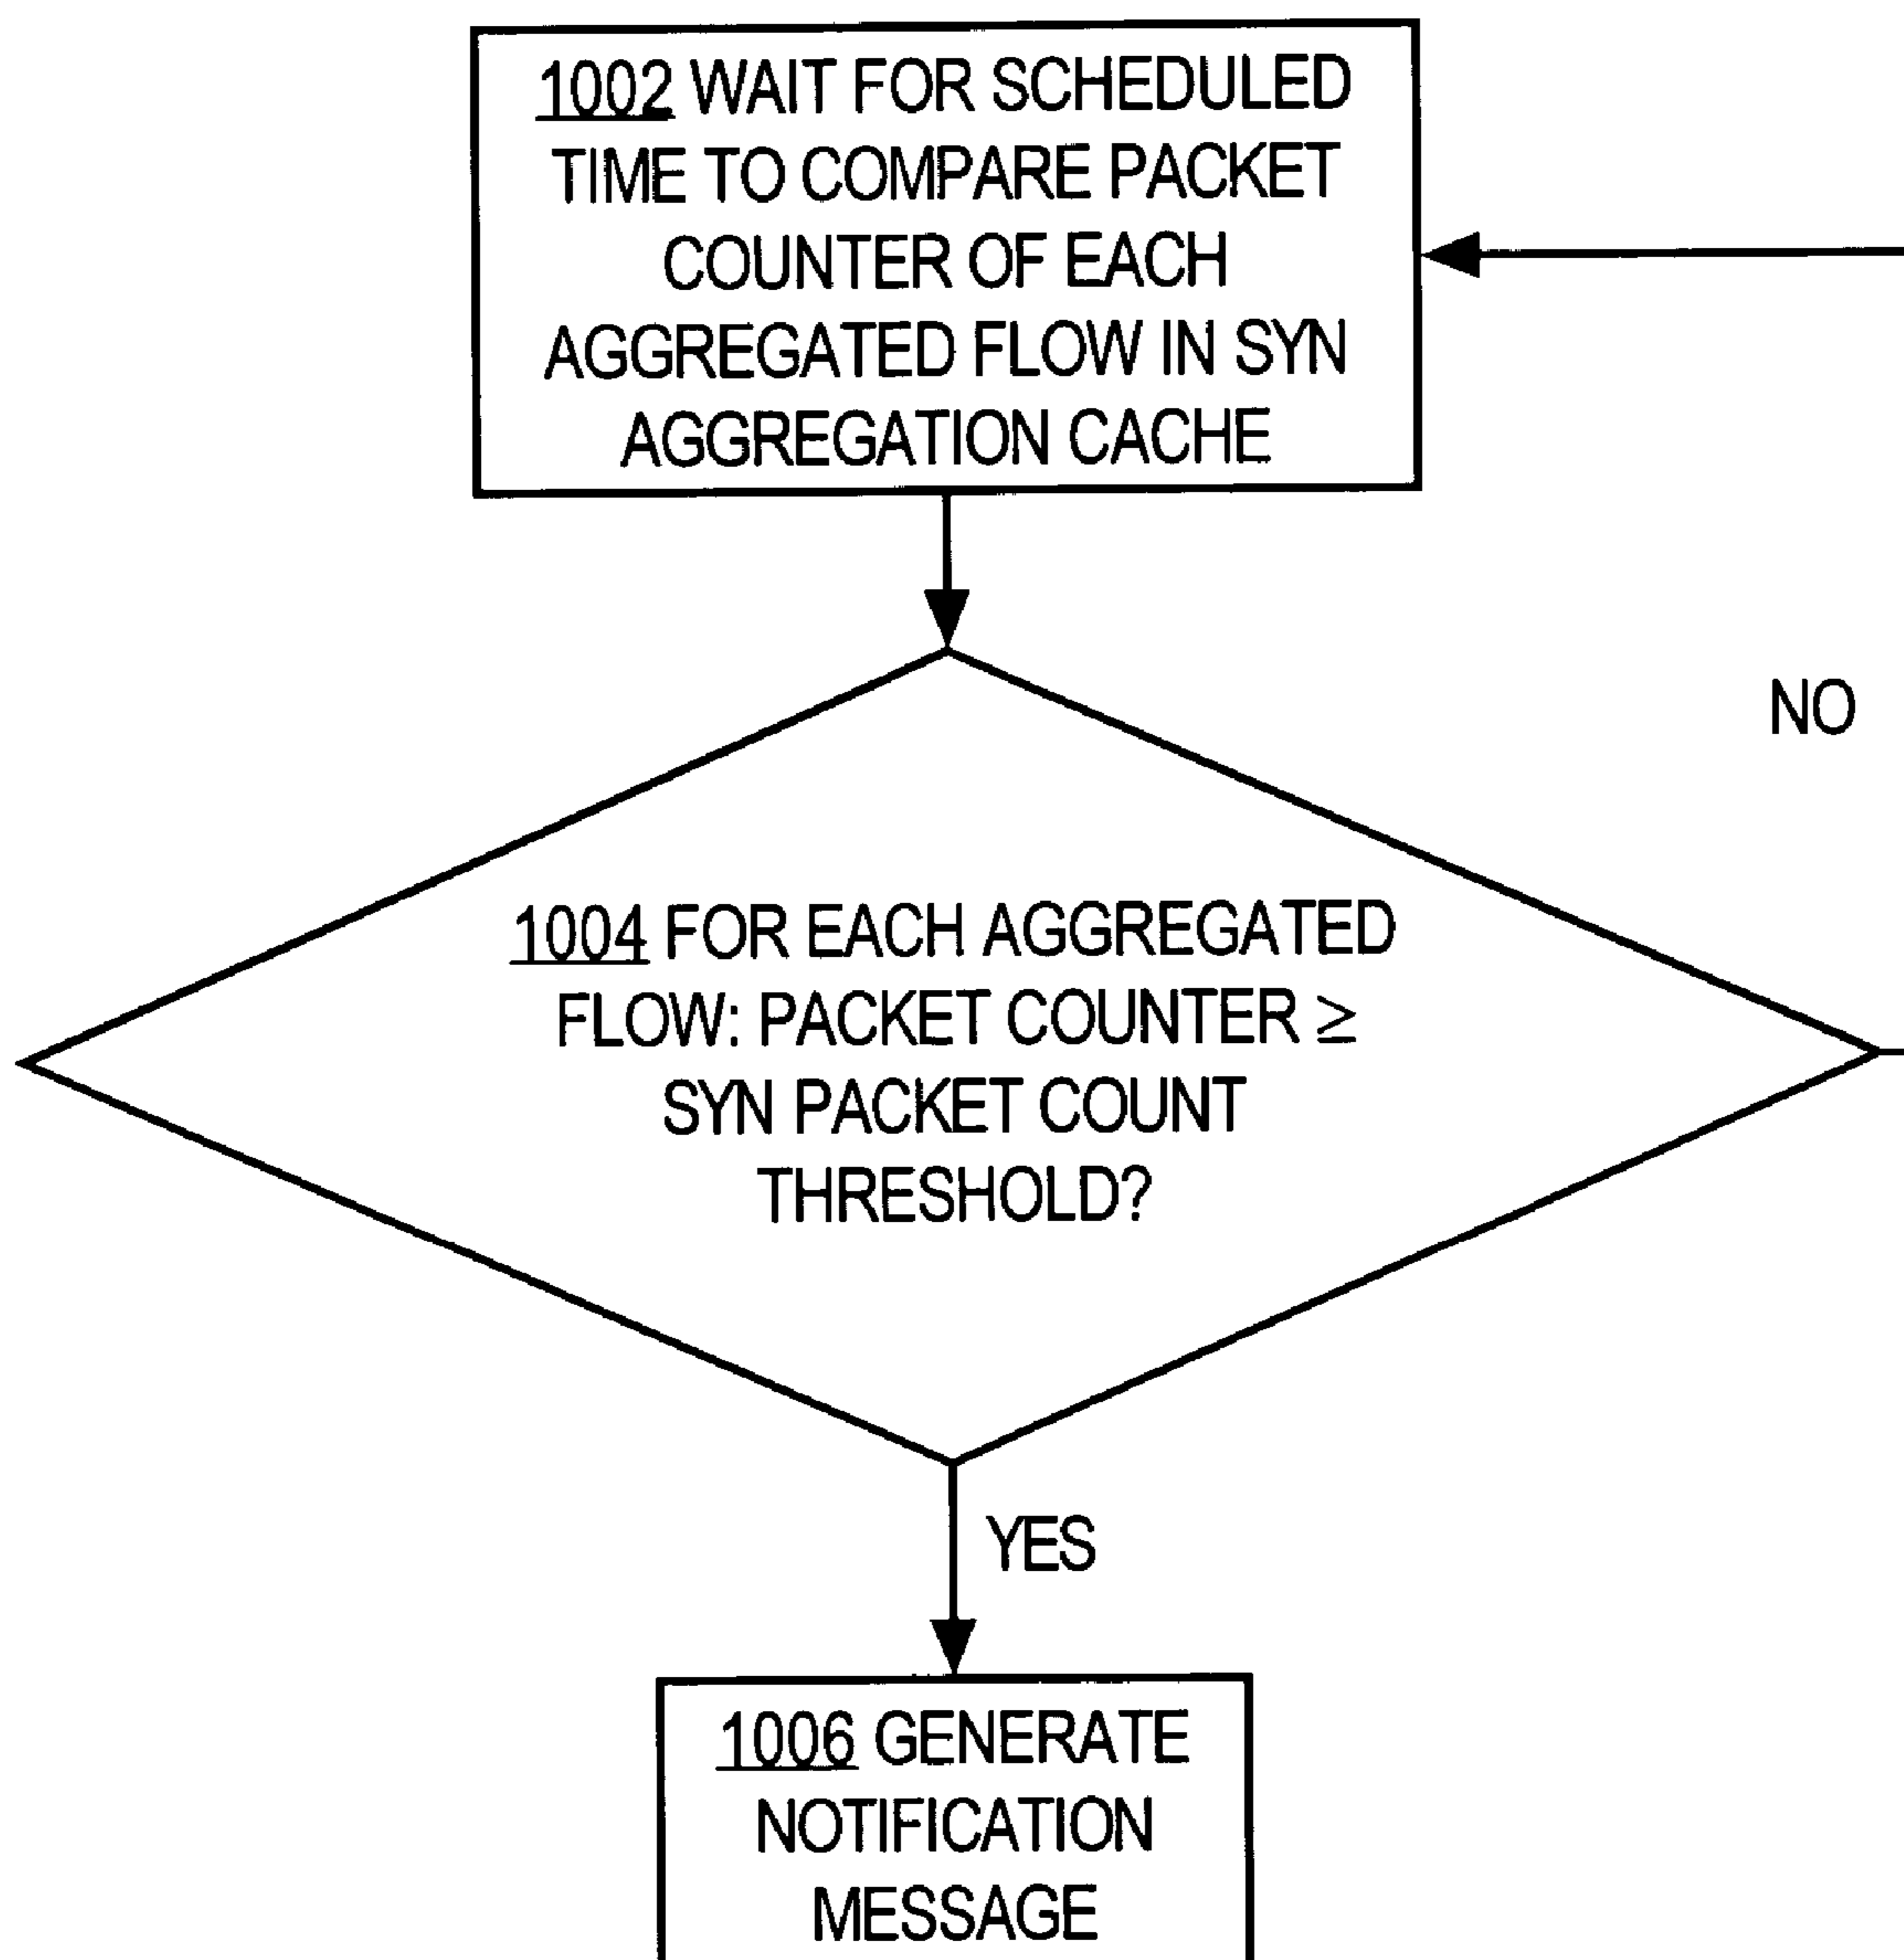 1002 WAIT FOR SCHEDULED
TIME TO COMPARE PACKET
COUNTER OF EACH
AGGREGATED FLOW IN SYN
AGGREGATION CACHE
NO
1004 FOR EACH AGGREGATED
FLOW: PACKET COUNTER ≥
SYN PACKET COUNT
THRESHOLD?
YES
1006 GENERATE
NOTIFICATION
MESSAGE